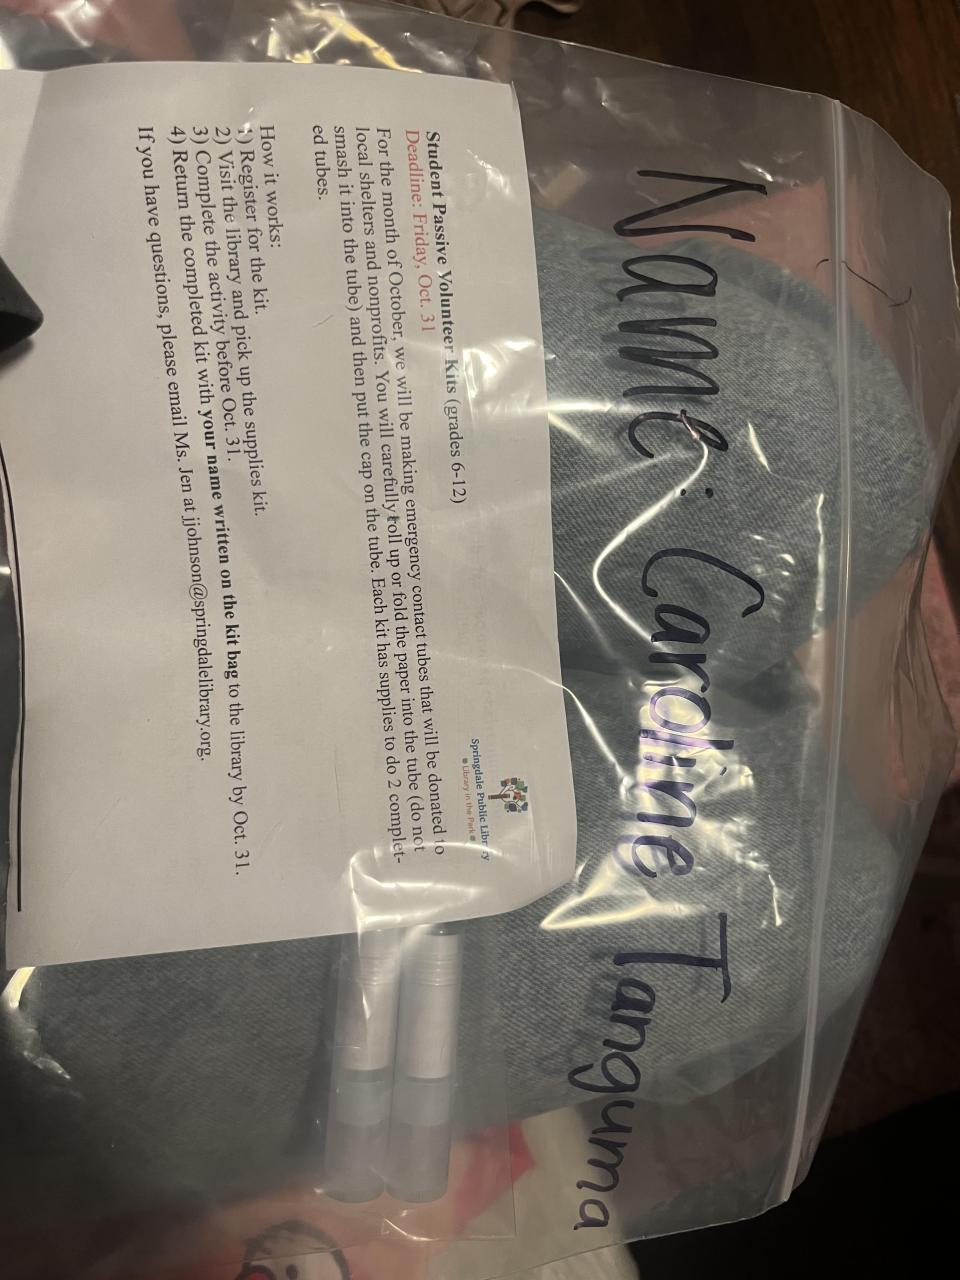 Name: Caroline Tanguma
Springdale Public Library
Library in the Park
Student Passive Volunteer Kits (grades 6-12)
Deadline: Friday, Oct. 31
For the month of October, we will be making emergency contact tubes that will be donated to
local shelters and nonprofits. You will carefully roll up or fold the paper into the tube (do not
smash it into the tube) and then put the cap on the tube. Each kit has supplies to do 2 complet-
ed tubes.
How it works:
1) Register for the kit.
2) Visit the library and pick up the supplies kit.
3) Complete the activity before Oct. 31.
4) Return the completed kit with your name written on the kit bag to the library by Oct. 31.
If you have questions, please email Ms. Jen at jjohnson@springdalelibrary.org.